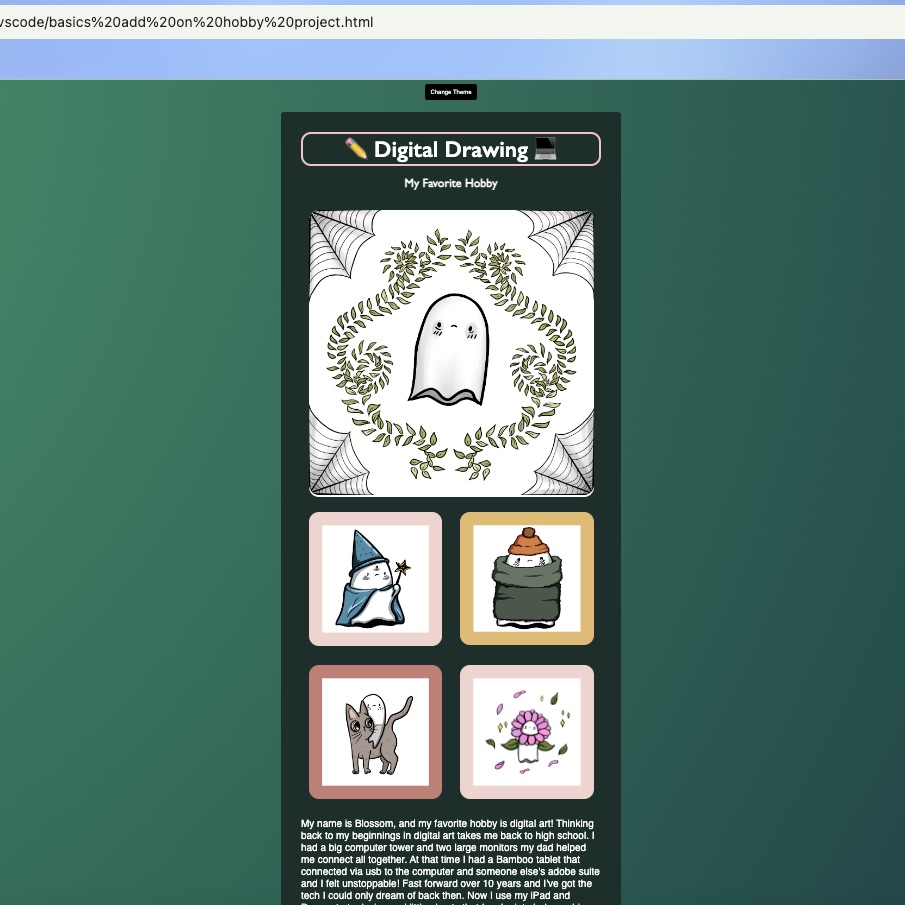 vscode/basics%20add%20on%20hobby%20project.html
Change Theme
✏️ Digital Drawing 💻
My Favorite Hobby
My name is Blossom, and my favorite hobby is digital art! Thinking
back to my beginnings in digital art takes me back to high school. I
had a big computer tower and two large monitors my dad helped
me connect all together. At that time I had a Bamboo tablet that
connected via usb to the computer and someone else's adobe suite
and I felt unstoppable! Fast forward over 10 years and I've got the
tech I could only dream of back then. Now I use my iPad and